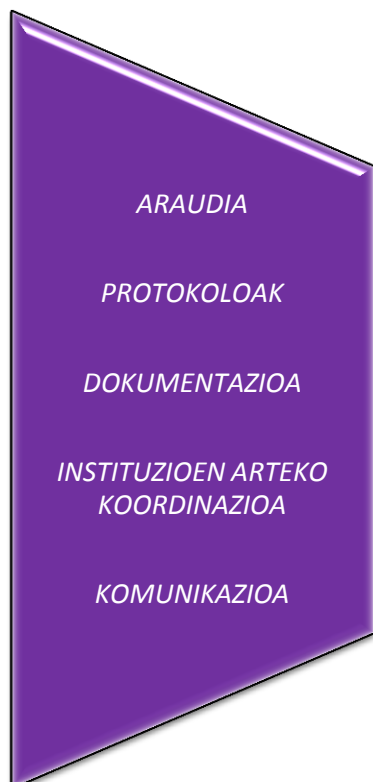 ARAUDIA
PROTOKOLOAK
DOKUMENTAZIOA
INSTITUZIOEN ARTEKO
KOORDINAZIOA
KOMUNIKAZIOA